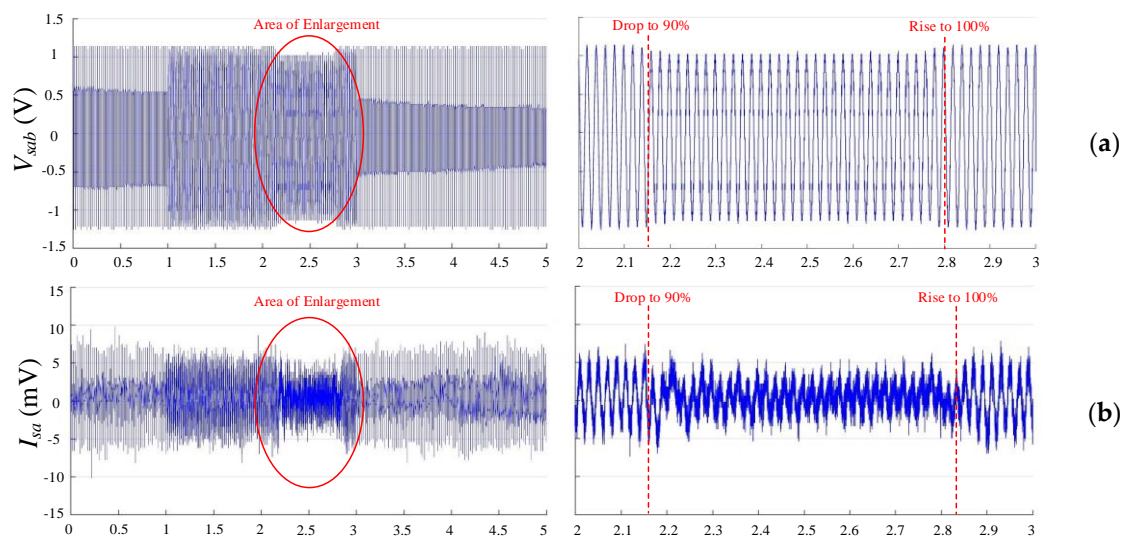 Area of Enlargement
Drop to 90%
Rise to 100%
V_sab (V)
1.5
1
0.5
0
-0.5
-1
-1.5
0 0.5 1 1.5 2 2.5 3 3.5 4 4.5 5
2 2.1 2.2 2.3 2.4 2.5 2.6 2.7 2.8 2.9 3
(a)
Area of Enlargement
Drop to 90%
Rise to 100%
I_sa (mV)
15
10
5
0
-5
-10
-15
0 0.5 1 1.5 2 2.5 3 3.5 4 4.5 5
2 2.1 2.2 2.3 2.4 2.5 2.6 2.7 2.8 2.90 3
(b)